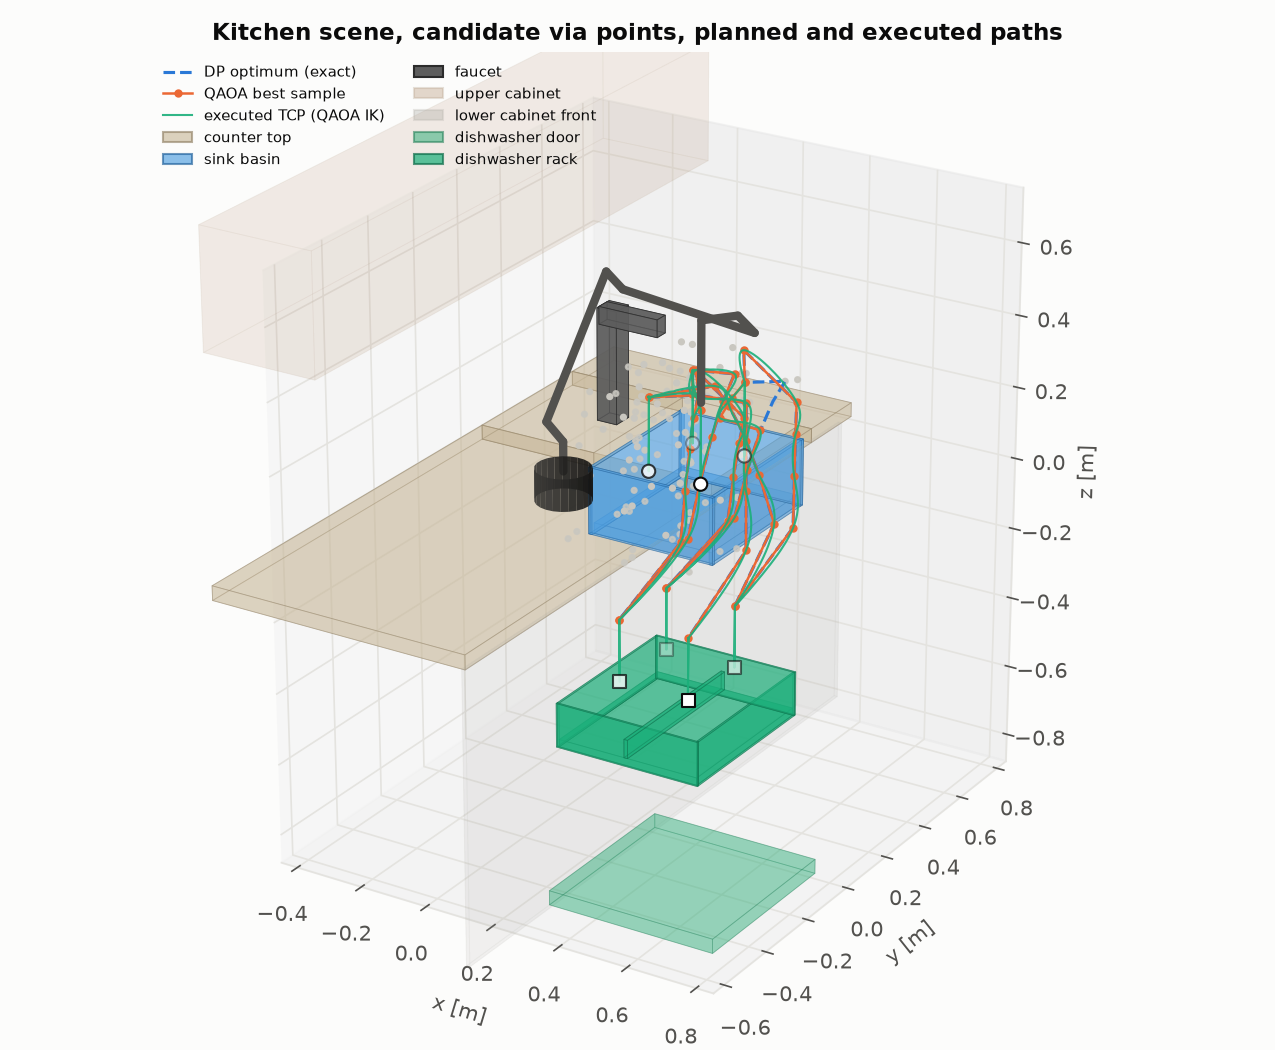 Kitchen scene, candidate via points, planned and executed paths
DP optimum (exact)
QAOA best sample
executed TCP (QAOA IK)
counter top
sink basin
faucet
upper cabinet
lower cabinet front
dishwasher door
dishwasher rack
0.6
0.4
0.2
0.0
−0.2
−0.4
−0.6
−0.8
z [m]
0.8
0.6
0.4
0.2
0.0
−0.2
−0.4
−0.6
y [m]
−0.4
−0.2
0.0
0.2
0.4
0.6
0.8
x [m]